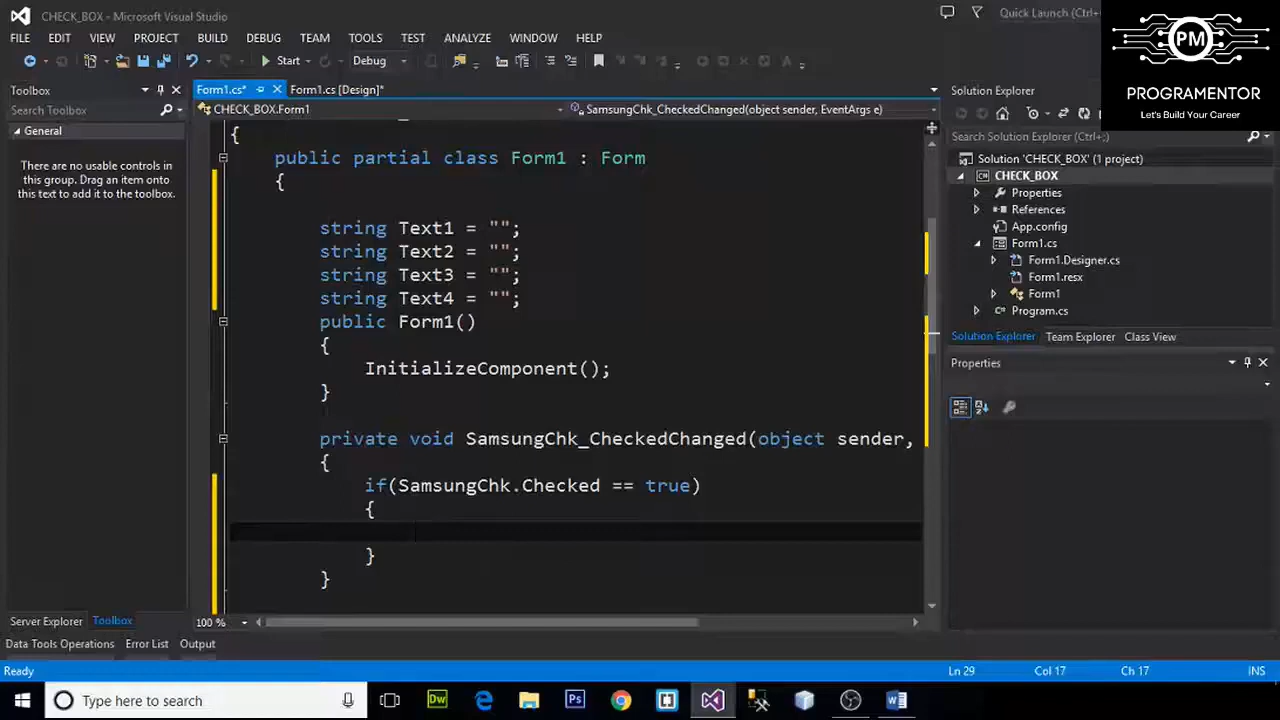 CHECK_BOX - Microsoft Visual Studio
Quick Launch (Ctrl+
PM
PROGRAMENTOR
Let's Build Your Career
FILE EDIT VIEW PROJECT BUILD DEBUG TEAM TOOLS TEST ANALYZE WINDOW HELP
Start Debug
Toolbox
Form1.cs* Form1.cs [Design]*
Solution Explorer
Search Toolbox
CHECK_BOX.Form1
SamsungChk_CheckedChanged(object sender, EventArgs e)
General
There are no usable controls in
this group. Drag an item onto
this text to add it to the toolbox.
{
public partial class Form1 : Form
{
string Text1 = "";
string Text2 = "";
string Text3 = "";
string Text4 = "";
public Form1()
{
InitializeComponent();
}
private void SamsungChk_CheckedChanged(object sender,
{
if(SamsungChk.Checked == true)
{
}
}
Search Solution Explorer (Ctrl+;)
Solution 'CHECK_BOX' (1 project)
C#
CHECK_BOX
Properties
References
App.config
Form1.cs
Form1.Designer.cs
Form1.resx
Form1
Program.cs
Solution Explorer Team Explorer Class View
Properties
100 %
Server Explorer Toolbox
Data Tools Operations Error List Output
Ready
Ln 29 Col 17 Ch 17 INS
Type here to search
Dw
Ps